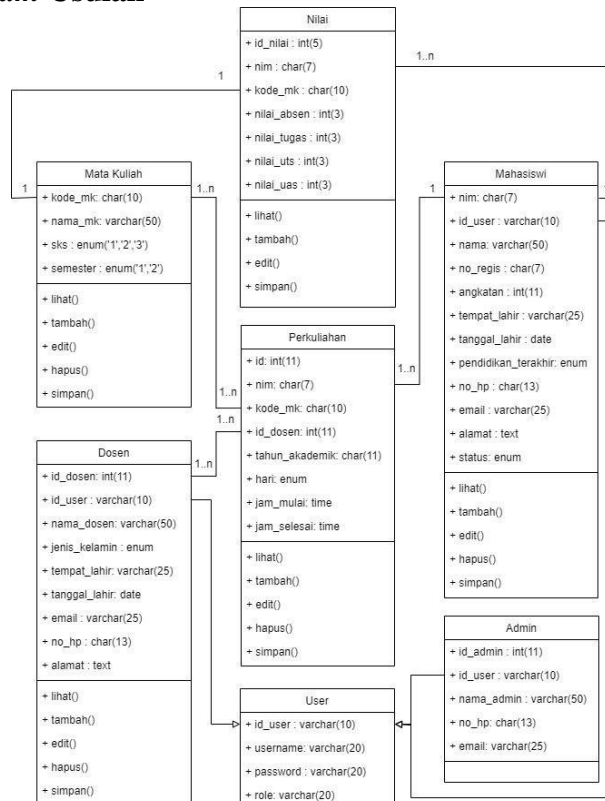 Nilai
+ id_nilai : int(5)
+ nim : char(7)
+ kode_mk : char(10)
+ nilai_absen : int(3)
+ nilai_tugas : int(3)
+ nilai_uts : int(3)
+ nilai_uas : int(3)
+ lihat()
+ tambah()
+ edit()
+ simpan()
1..n
1
1
Mata Kuliah
+ kode_mk: char(10)
+ nama_mk: varchar(50)
+ sks : enum('1','2','3')
+ semester : enum('1','2')
+ lihat()
+ tambah()
+ edit()
+ hapus()
+ simpan()
1..n
1..n
Mahasiswi
+ nim: char(7)
+ id_user : varchar(10)
+ nama: varchar(50)
+ no_regis : char(7)
+ angkatan : int(11)
+ tempat_lahir : varchar(25)
+ tanggal_lahir : date
+ pendidikan_terakhir: enum
+ no_hp : char(13)
+ email : varchar(25)
+ alamat : text
+ status: enum
+ lihat()
+ tambah()
+ edit()
+ hapus()
+ simpan()
1
1..n
Perkuliahan
+ id: int(11)
+ nim: char(7)
+ kode_mk: char(10)
+ id_dosen: int(11)
+ tahun_akademik: char(11)
+ hari: enum
+ jam_mulai: time
+ jam_selesai: time
+ lihat()
+ tambah()
+ edit()
+ hapus()
+ simpan()
1..n
1..n
Dosen
+ id_dosen: int(11)
+ id_user : varchar(10)
+ nama_dosen: varchar(50)
+ jenis_kelamin : enum
+ tempat_lahir: varchar(25)
+ tanggal_lahir: date
+ email : varchar(25)
+ no_hp : char(13)
+ alamat : text
+ lihat()
+ tambah()
+ edit()
+ hapus()
+ simpan()
User
+ id_user : varchar(10)
+ username: varchar(20)
+ password : varchar(20)
+ role: varchar(20)
Admin
+ id_admin : int(11)
+ id_user : varchar(10)
+ nama_admin : varchar(50)
+ no_hp: char(13)
+ email: varchar(25)